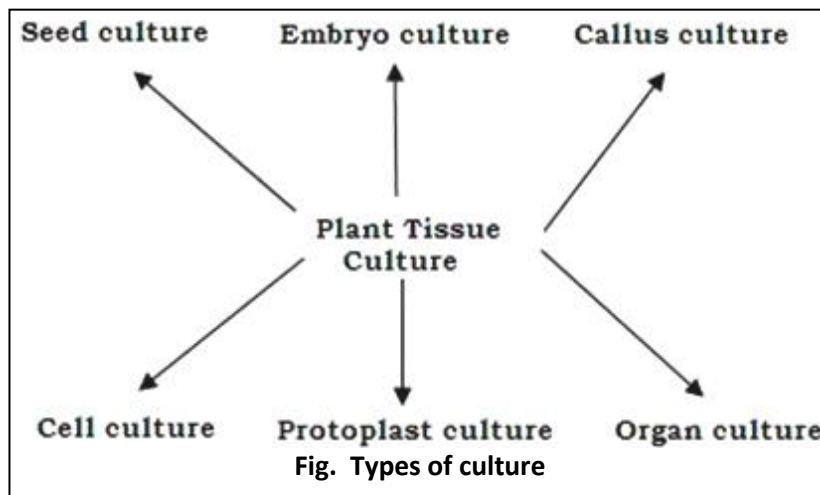 Seed culture
Embryo culture
Callus culture
Plant Tissue
Culture
Cell culture
Protoplast culture
Organ culture
Fig. Types of culture